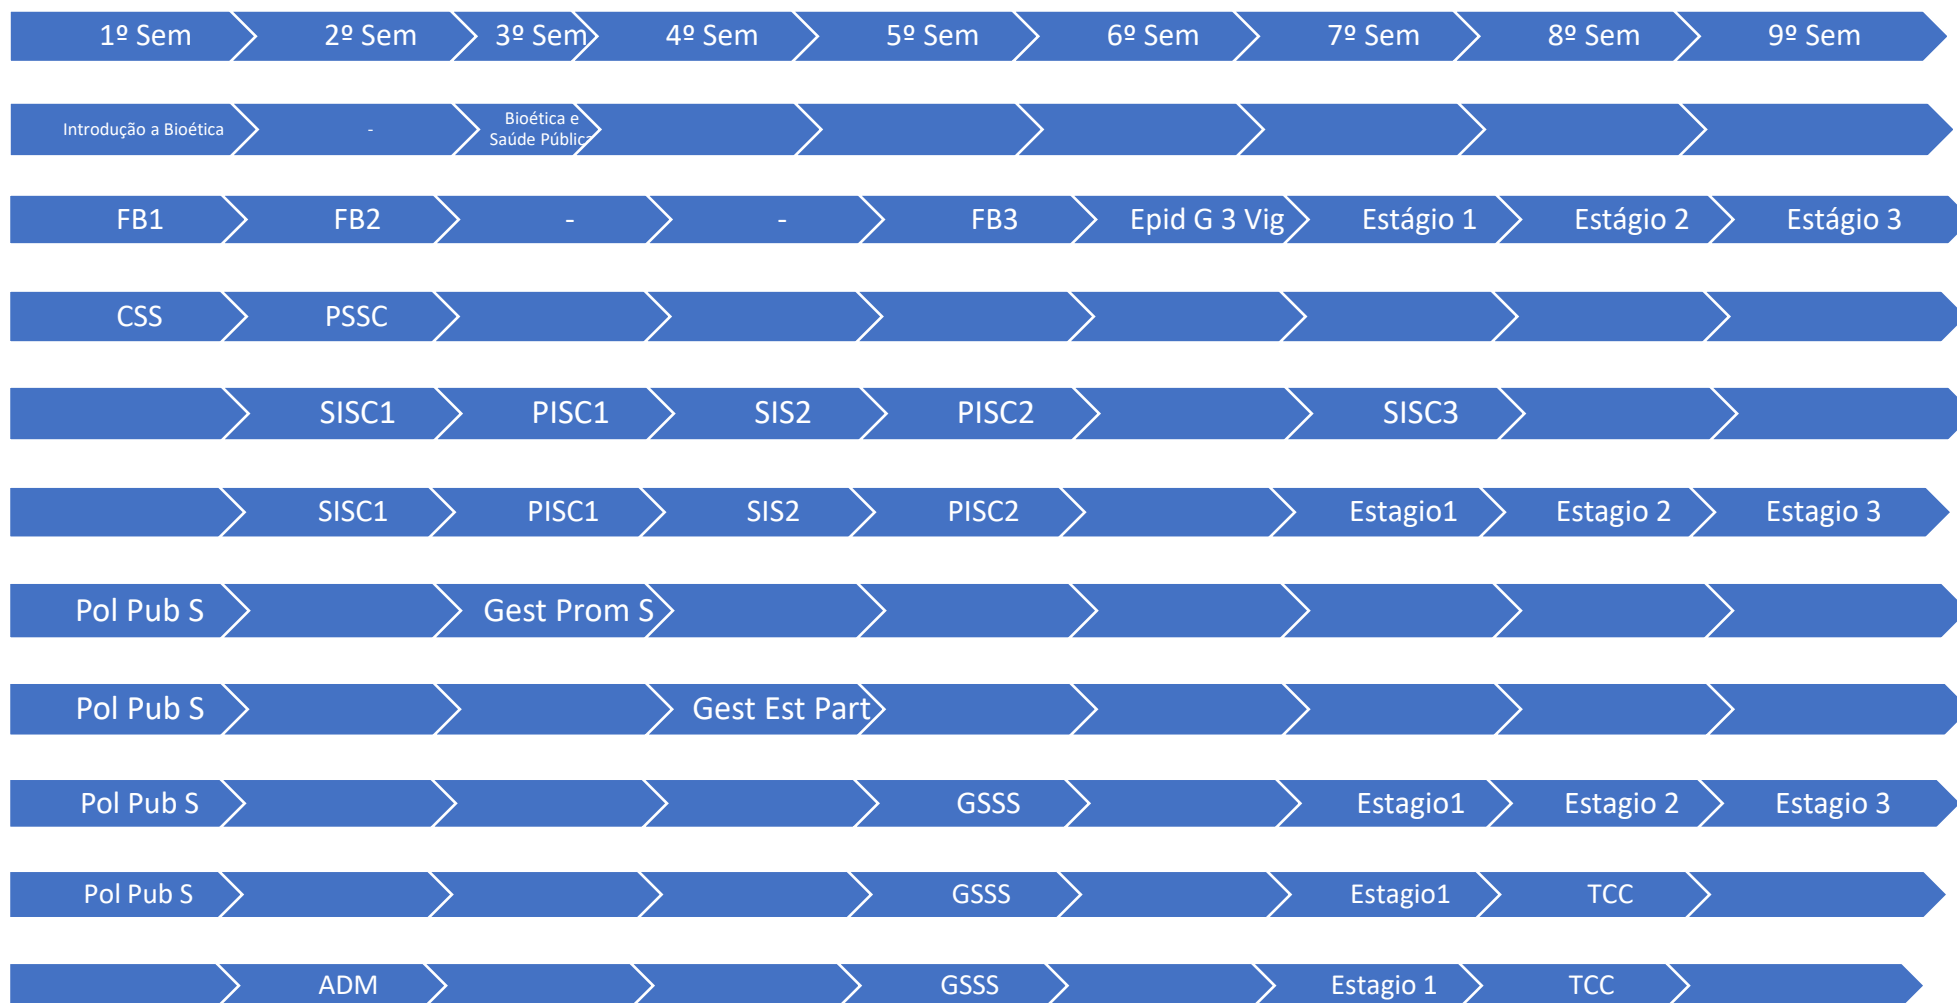 1º Sem 2º Sem 3º Sem 4º Sem 5º Sem 6º Sem 7º Sem 8º Sem 9º Sem
Introdução a Bioética - Bioética e
Saúde Pública
FB1 FB2 - - FB3 Epid G 3 Vig Estágio 1 Estágio 2 Estágio 3
CSS PSSC
SISC1 PISC1 SIS2 PISC2 SISC3
SISC1 PISC1 SIS2 PISC2 Estagio1 Estagio 2 Estagio 3
Pol Pub S Gest Prom S
Pol Pub S Gest Est Part
Pol Pub S GSSS Estagio1 Estagio 2 Estagio 3
Pol Pub S GSSS Estagio1 TCC
ADM GSSS Estagio 1 TCC